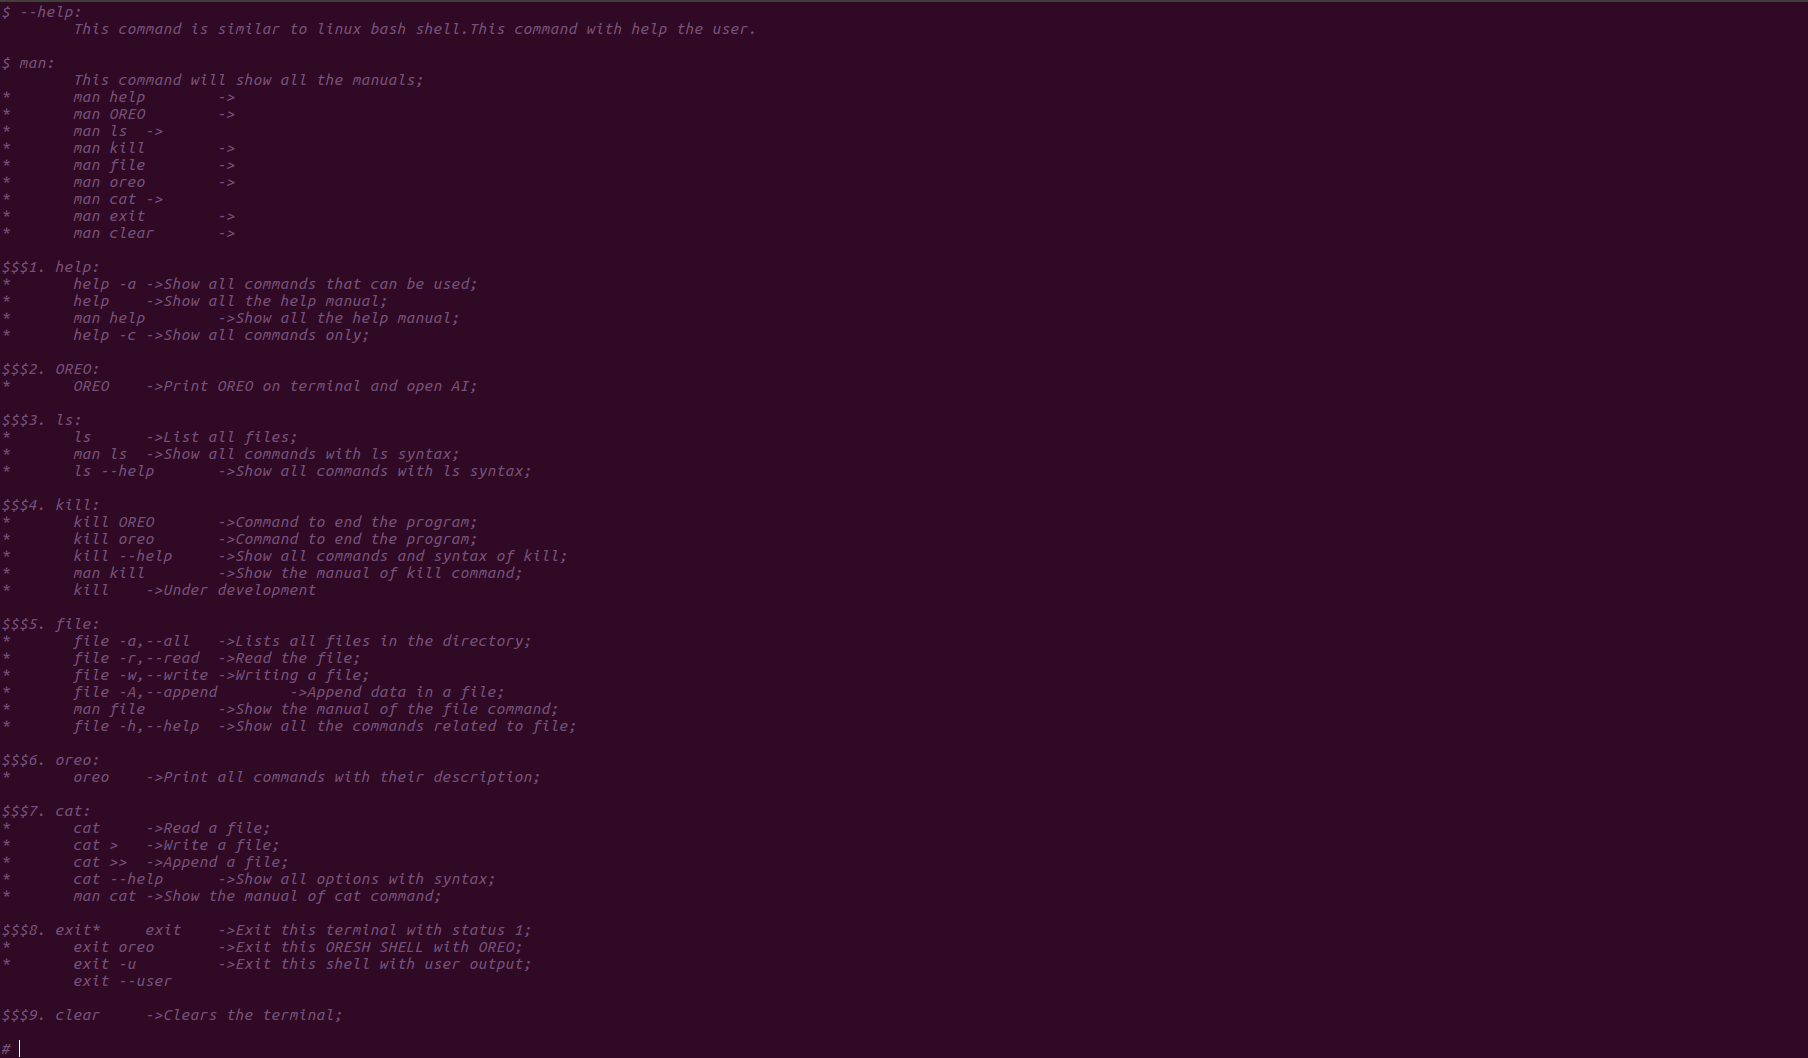 $ --help:
This command is similar to linux bash shell.This command with help the user.
$ man:
This command will show all the manuals;
* man help ->
* man OREO ->
* man ls ->
* man kill ->
* man file ->
* man oreo ->
* man cat ->
* man exit ->
* man clear ->
$$$1. help:
* help -a ->Show all commands that can be used;
* help ->Show all the help manual;
* man help ->Show all the help manual;
* help -c ->Show all commands only;
$$$2. OREO:
* OREO ->Print OREO on terminal and open AI;
$$$3. ls:
* ls ->List all files;
* man ls ->Show all commands with ls syntax;
* ls --help ->Show all commands with ls syntax;
$$$4. kill:
* kill OREO ->Command to end the program;
* kill oreo ->Command to end the program;
* kill --help ->Show all commands and syntax of kill;
* man kill ->Show the manual of kill command;
* kill ->Under development
$$$5. file:
* file -a,--all ->Lists all files in the directory;
* file -r,--read ->Read the file;
* file -w,--write ->Writing a file;
* file -A,--append ->Append data in a file;
* man file ->Show the manual of the file command;
* file -h,--help ->Show all the commands related to file;
$$$6. oreo:
* oreo ->Print all commands with their description;
$$$7. cat:
* cat ->Read a file;
* cat > ->Write a file;
* cat >> ->Append a file;
* cat --help ->Show all options with syntax;
* man cat ->Show the manual of cat command;
$$$8. exit* exit ->Exit this terminal with status 1;
* exit oreo ->Exit this ORESH SHELL with OREO;
* exit -u ->Exit this shell with user output;
exit --user
$$$9. clear ->Clears the terminal;
#